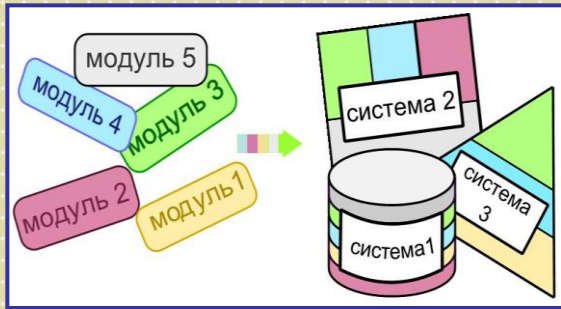 модуль 5
модуль 4
модуль 3
модуль 2
модуль1
система 2
система
3
система1